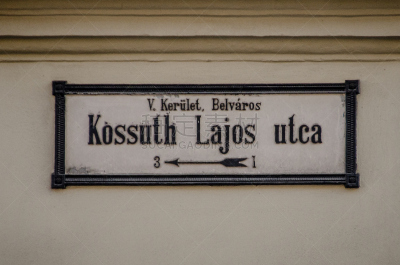 V. Kerület, Belváros
Kossuth Lajos utca
3 1